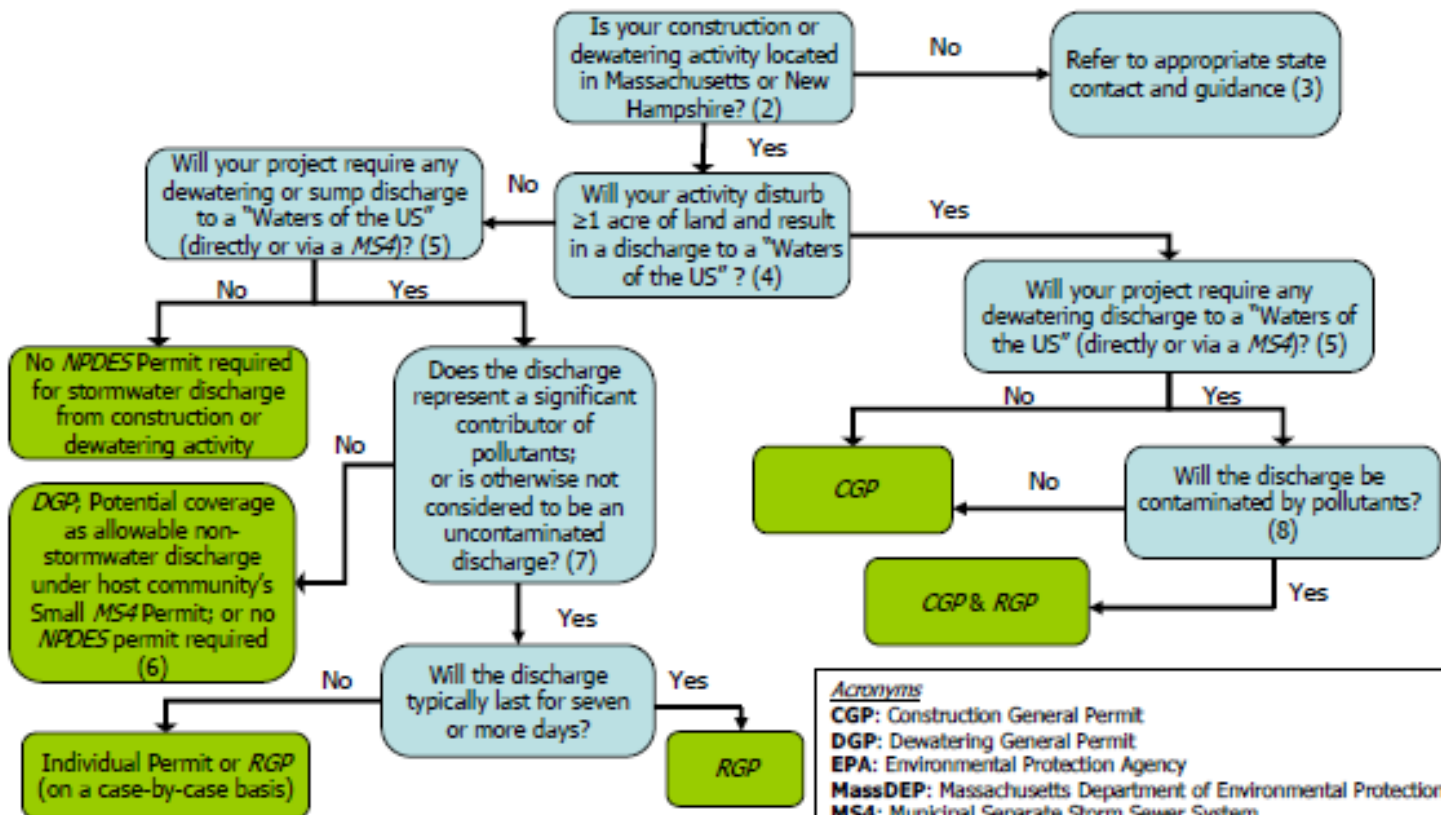 Is your construction or
dewatering activity located
in Massachusetts or New
Hampshire? (2)
No
Refer to appropriate state
contact and guidance (3)
Yes
Will your project require any
dewatering or sump discharge
to a "Waters of the US"
(directly or via a MS4)? (5)
No
Will your activity disturb
≥1 acre of land and result
in a discharge to a "Waters
of the US" ? (4)
Yes
Will your project require any
dewatering discharge to a "Waters of
the US" (directly or via a MS4)? (5)
No
Yes
No NPDES Permit required
for stormwater discharge
from construction or
dewatering activity
Does the discharge
represent a significant
contributor of
pollutants;
or is otherwise not
considered to be an
uncontaminated
discharge? (7)
No
Yes
CGP
No
Will the discharge be
contaminated by pollutants?
(8)
No
DGP; Potential coverage
as allowable non-
stormwater discharge
under host community's
Small MS4 Permit; or no
NPDES permit required
(6)
Yes
CGP & RGP
Yes
No
Will the discharge
typically last for seven
or more days?
Yes
Individual Permit or RGP
(on a case-by-case basis)
RGP
Acronyms
CGP: Construction General Permit
DGP: Dewatering General Permit
EPA: Environmental Protection Agency
MassDEP: Massachusetts Department of Environmental Protection
MS4: Municipal Separate Storm Sewer System